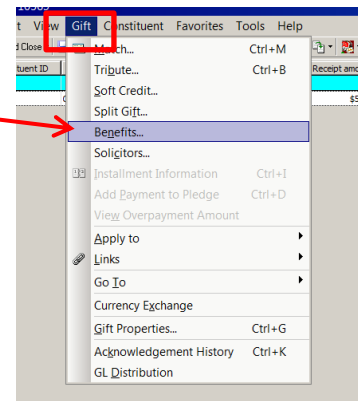 View Gift Constituent Favorites Tools Help
Close
tuent ID
Receipt amo
$5
Match... Ctrl+M
Tribute... Ctrl+B
Soft Credit...
Split Gift...
Benefits...
Solicitors...
Installment Information Ctrl+I
Add Payment to Pledge Ctrl+D
View Overpayment Amount
Apply to
Links
Go To
Currency Exchange
Gift Properties... Ctrl+G
Acknowledgement History Ctrl+K
GL Distribution